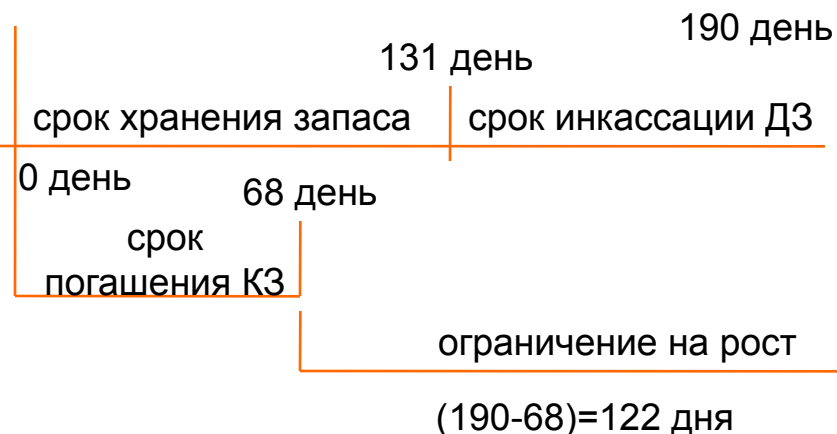 190 день
131 день
срок хранения запаса
срок инкассации ДЗ
0 день
68 день
срок
погашения КЗ
ограничение на рост
(190-68)=122 дня